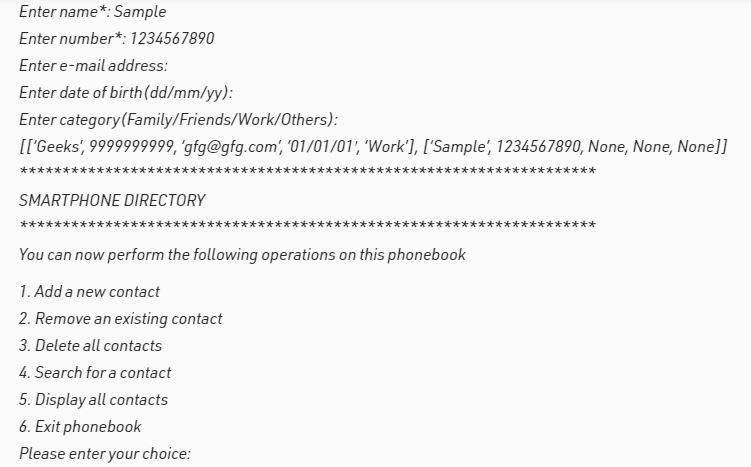 Enter name*: Sample
Enter number*: 1234567890
Enter e-mail address:
Enter date of birth(dd/mm/yy):
Enter category(Family/Friends/Work/Others):
[[‘Geeks’, 9999999999, ‘gfg@gfg.com’, ’01/01/01′, ‘Work’], [‘Sample’, 1234567890, None, None, None]]
********************************************************************
SMARTPHONE DIRECTORY
********************************************************************
You can now perform the following operations on this phonebook
1. Add a new contact
2. Remove an existing contact
3. Delete all contacts
4. Search for a contact
5. Display all contacts
6. Exit phonebook
Please enter your choice: